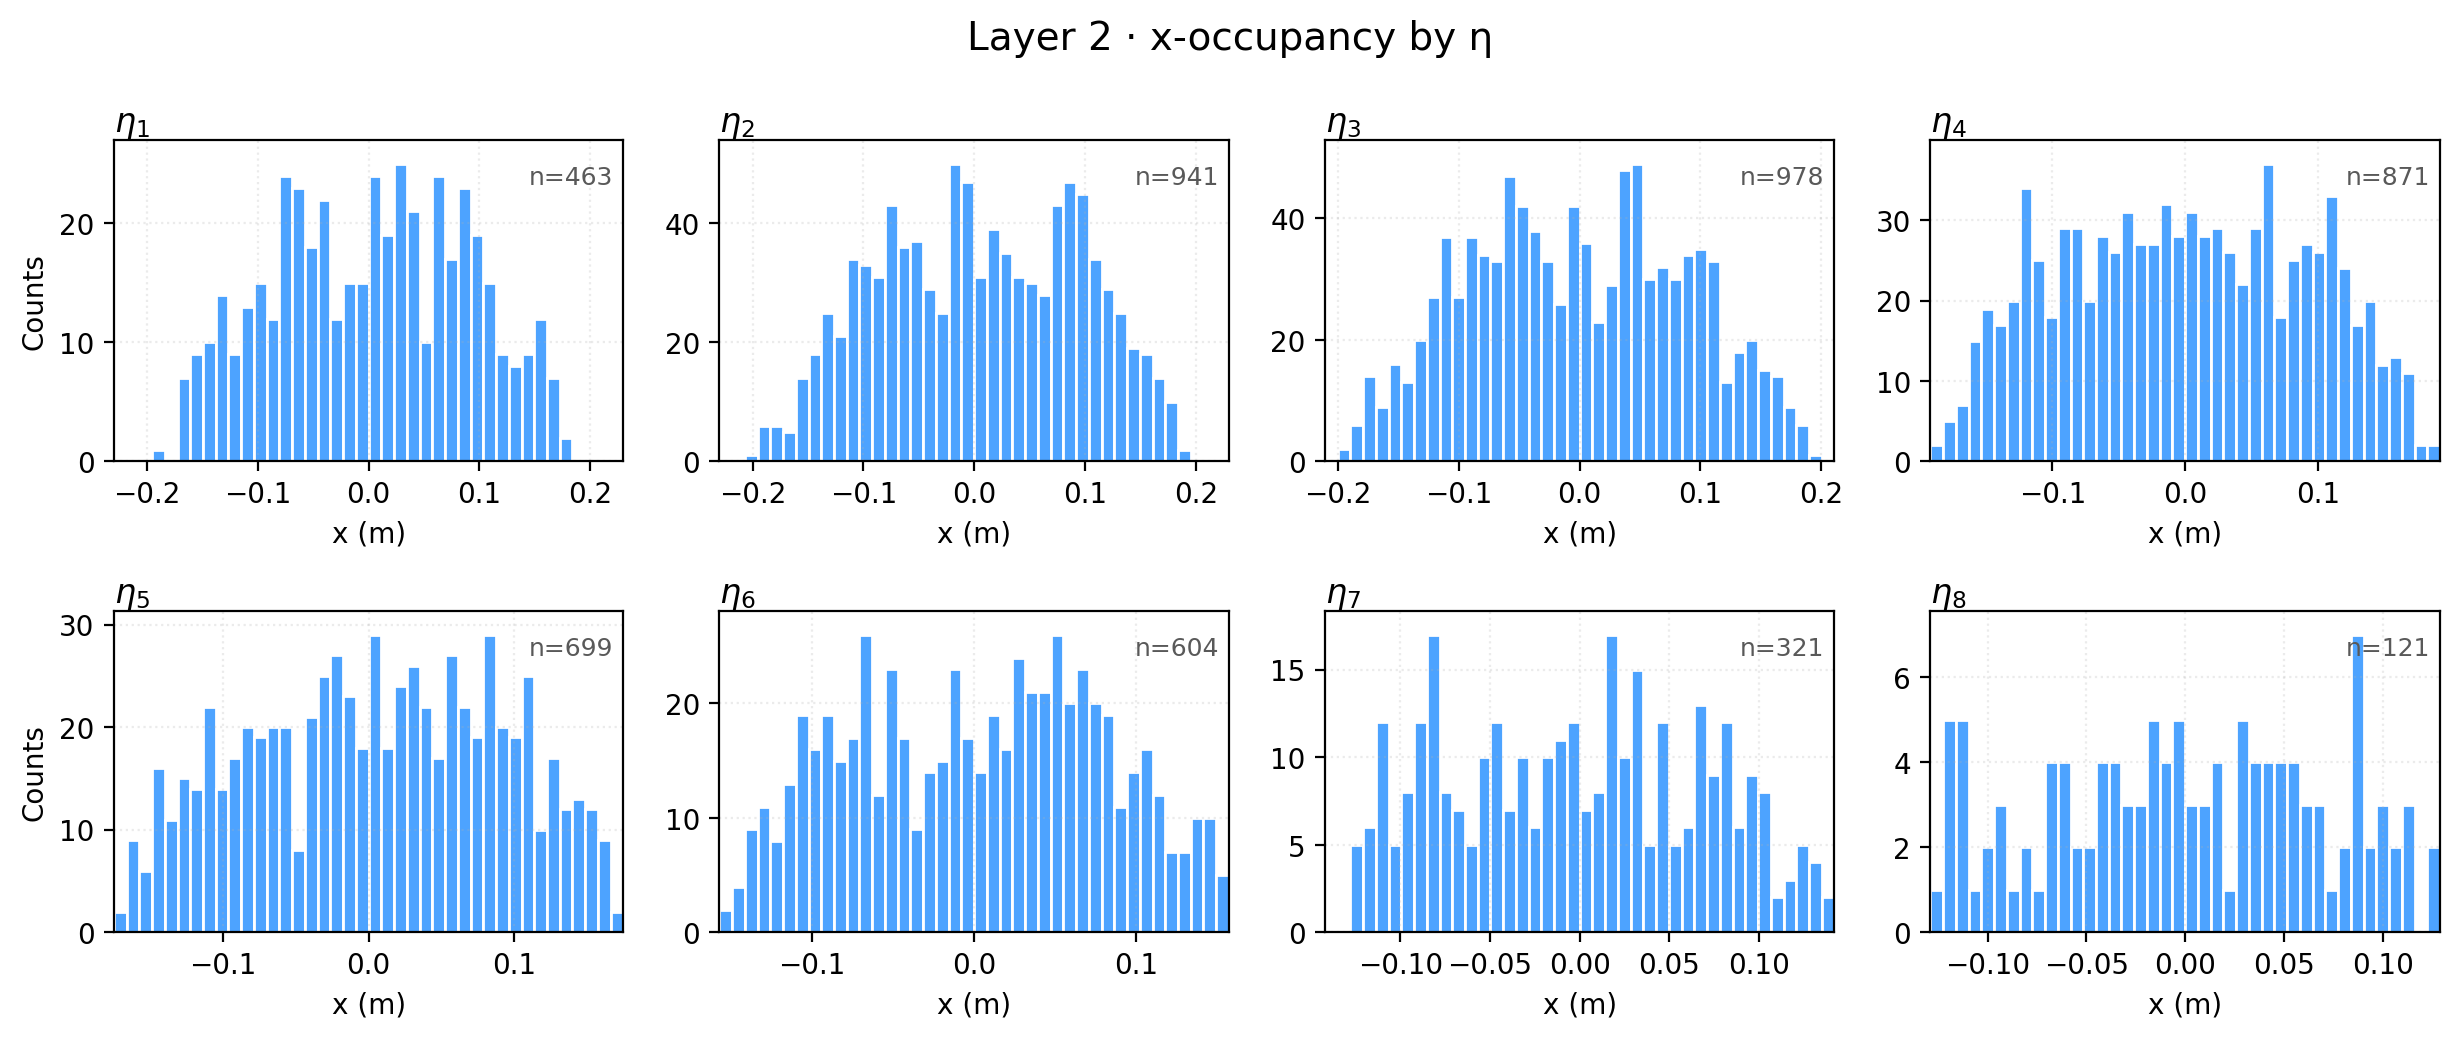 Layer 2 · x-occupancy by η
η1
η2
η3
η4
n=463
n=941
n=978
n=871
Counts
20
10
0
40
20
0
40
20
0
30
20
10
0
−0.2 −0.1 0.0 0.1 0.2
−0.2 −0.1 0.0 0.1 0.2
−0.2 −0.1 0.0 0.1 0.2
−0.1 0.0 0.1
x (m)
x (m)
x (m)
x (m)
η5
η6
η7
η8
n=699
n=604
n=321
n=121
Counts
30
20
10
0
20
10
0
15
10
5
0
6
4
2
0
−0.1 0.0 0.1
−0.1 0.0 0.1
−0.10 −0.05 0.00 0.05 0.10
−0.10 −0.05 0.00 0.05 0.10
x (m)
x (m)
x (m)
x (m)